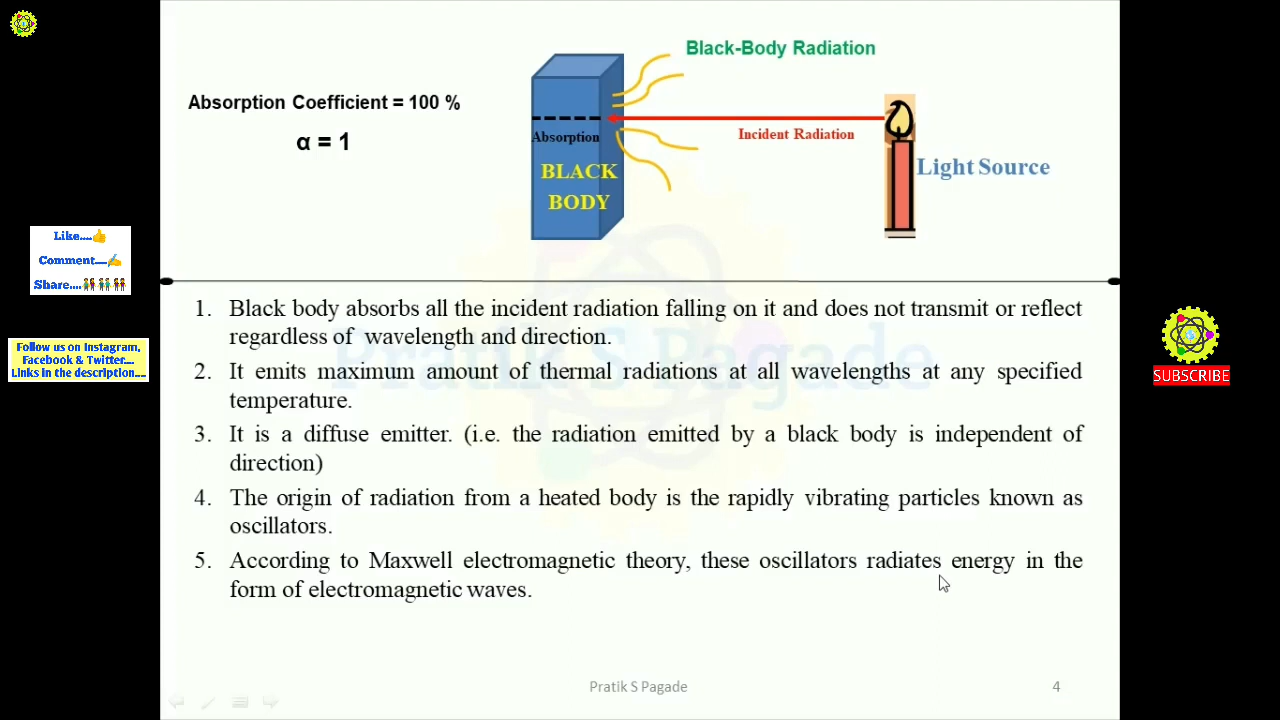 Black-Body Radiation
Absorption Coefficient = 100 %
α = 1
Absorption
Incident Radiation
BLACK
BODY
Light Source
Like....👍
Comment....✍
Share....👫👬👭
Follow us on Instagram,
Facebook & Twitter....
Links in the description....
SUBSCRIBE
1. Black body absorbs all the incident radiation falling on it and does not transmit or reflect
regardless of wavelength and direction.
2. It emits maximum amount of thermal radiations at all wavelengths at any specified
temperature.
3. It is a diffuse emitter. (i.e. the radiation emitted by a black body is independent of
direction)
4. The origin of radiation from a heated body is the rapidly vibrating particles known as
oscillators.
5. According to Maxwell electromagnetic theory, these oscillators radiates energy in the
form of electromagnetic waves.
Pratik S Pagade
Pratik S Pagade
4